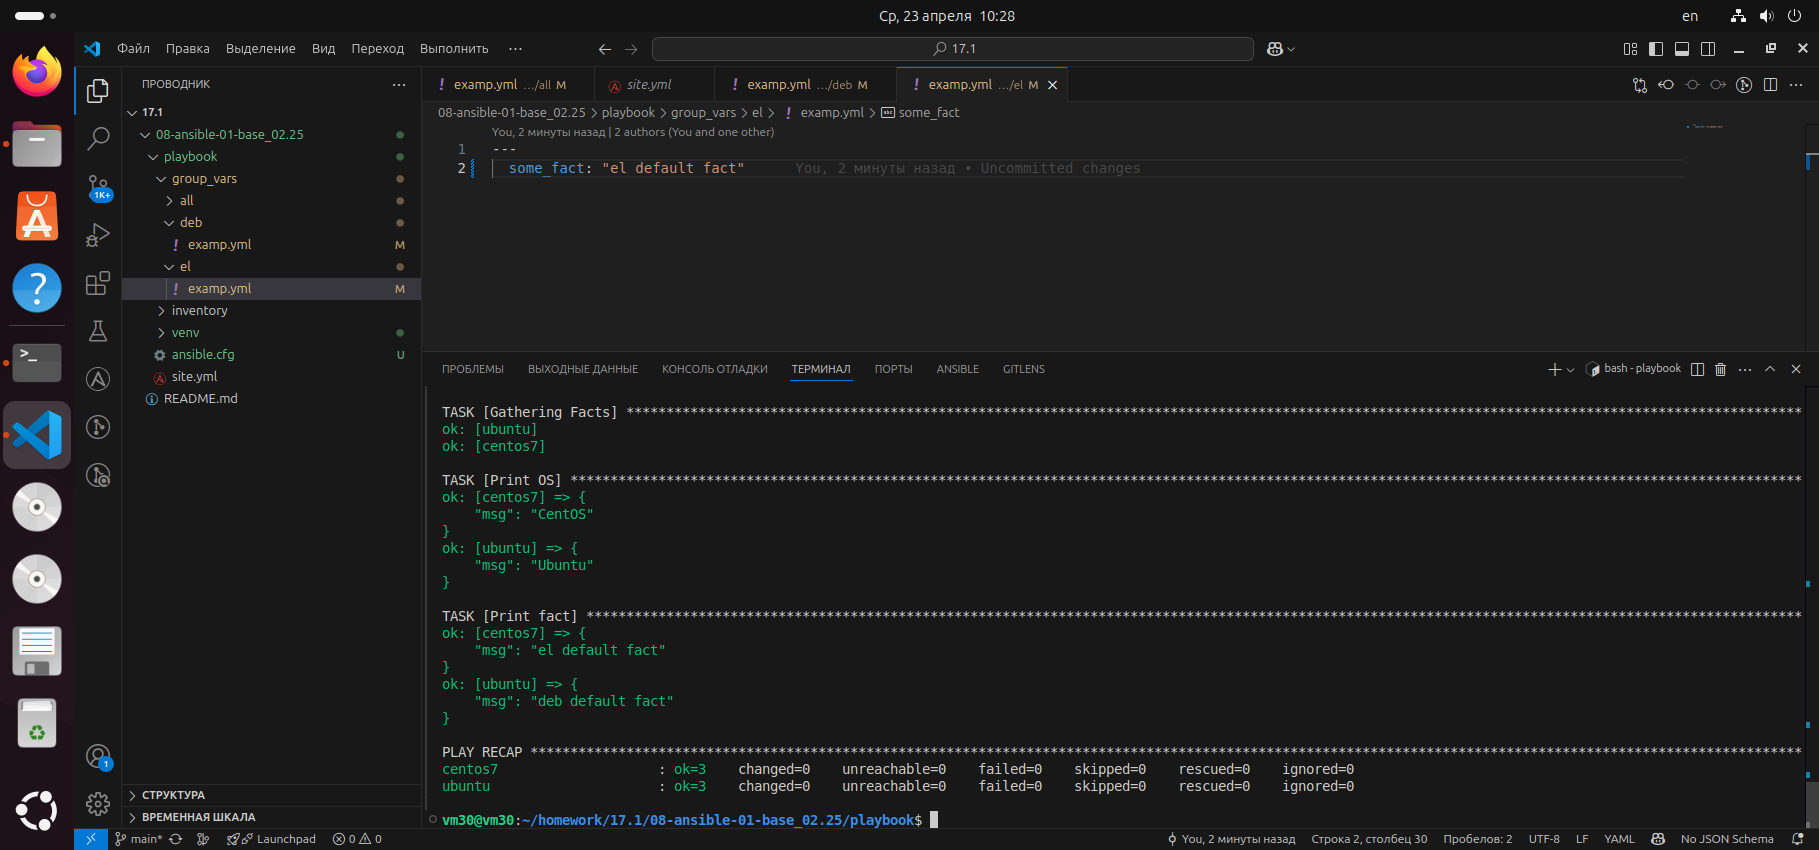 Ср, 23 апреля 10:28
en
Файл Правка Выделение Вид Переход Выполнить ···
17.1
ПРОВОДНИК
17.1
08-ansible-01-base_02.25
playbook
group_vars
all
deb
examp.yml M
el
examp.yml M
inventory
venv
ansible.cfg U
site.yml
README.md
СТРУКТУРА
ВРЕМЕННАЯ ШКАЛА
1K+
1
! examp.yml .../all M
site.yml
! examp.yml .../deb M
! examp.yml .../el M
08-ansible-01-base_02.25 > playbook > group_vars > el > ! examp.yml > some_fact
You, 2 минуты назад | 2 authors (You and one other)
1 ---
2 some_fact: "el default fact" You, 2 минуты назад • Uncommitted changes
ПРОБЛЕМЫ ВЫХОДНЫЕ ДАННЫЕ КОНСОЛЬ ОТЛАДКИ ТЕРМИНАЛ ПОРТЫ ANSIBLE GITLENS
bash - playbook
TASK [Gathering Facts] ***************************************************************************************************************************************************
ok: [ubuntu]
ok: [centos7]
TASK [Print OS] **********************************************************************************************************************************************************
ok: [centos7] => {
"msg": "CentOS"
}
ok: [ubuntu] => {
"msg": "Ubuntu"
}
TASK [Print fact] ********************************************************************************************************************************************************
ok: [centos7] => {
"msg": "el default fact"
}
ok: [ubuntu] => {
"msg": "deb default fact"
}
PLAY RECAP ***************************************************************************************************************************************************************
centos7 : ok=3 changed=0 unreachable=0 failed=0 skipped=0 rescued=0 ignored=0
ubuntu : ok=3 changed=0 unreachable=0 failed=0 skipped=0 rescued=0 ignored=0
vm30@vm30:~/homework/17.1/08-ansible-01-base_02.25/playbook$
main* Launchpad 0 0 You, 2 минуты назад Строка 2, столбец 30 Пробелов: 2 UTF-8 LF YAML No JSON Schema